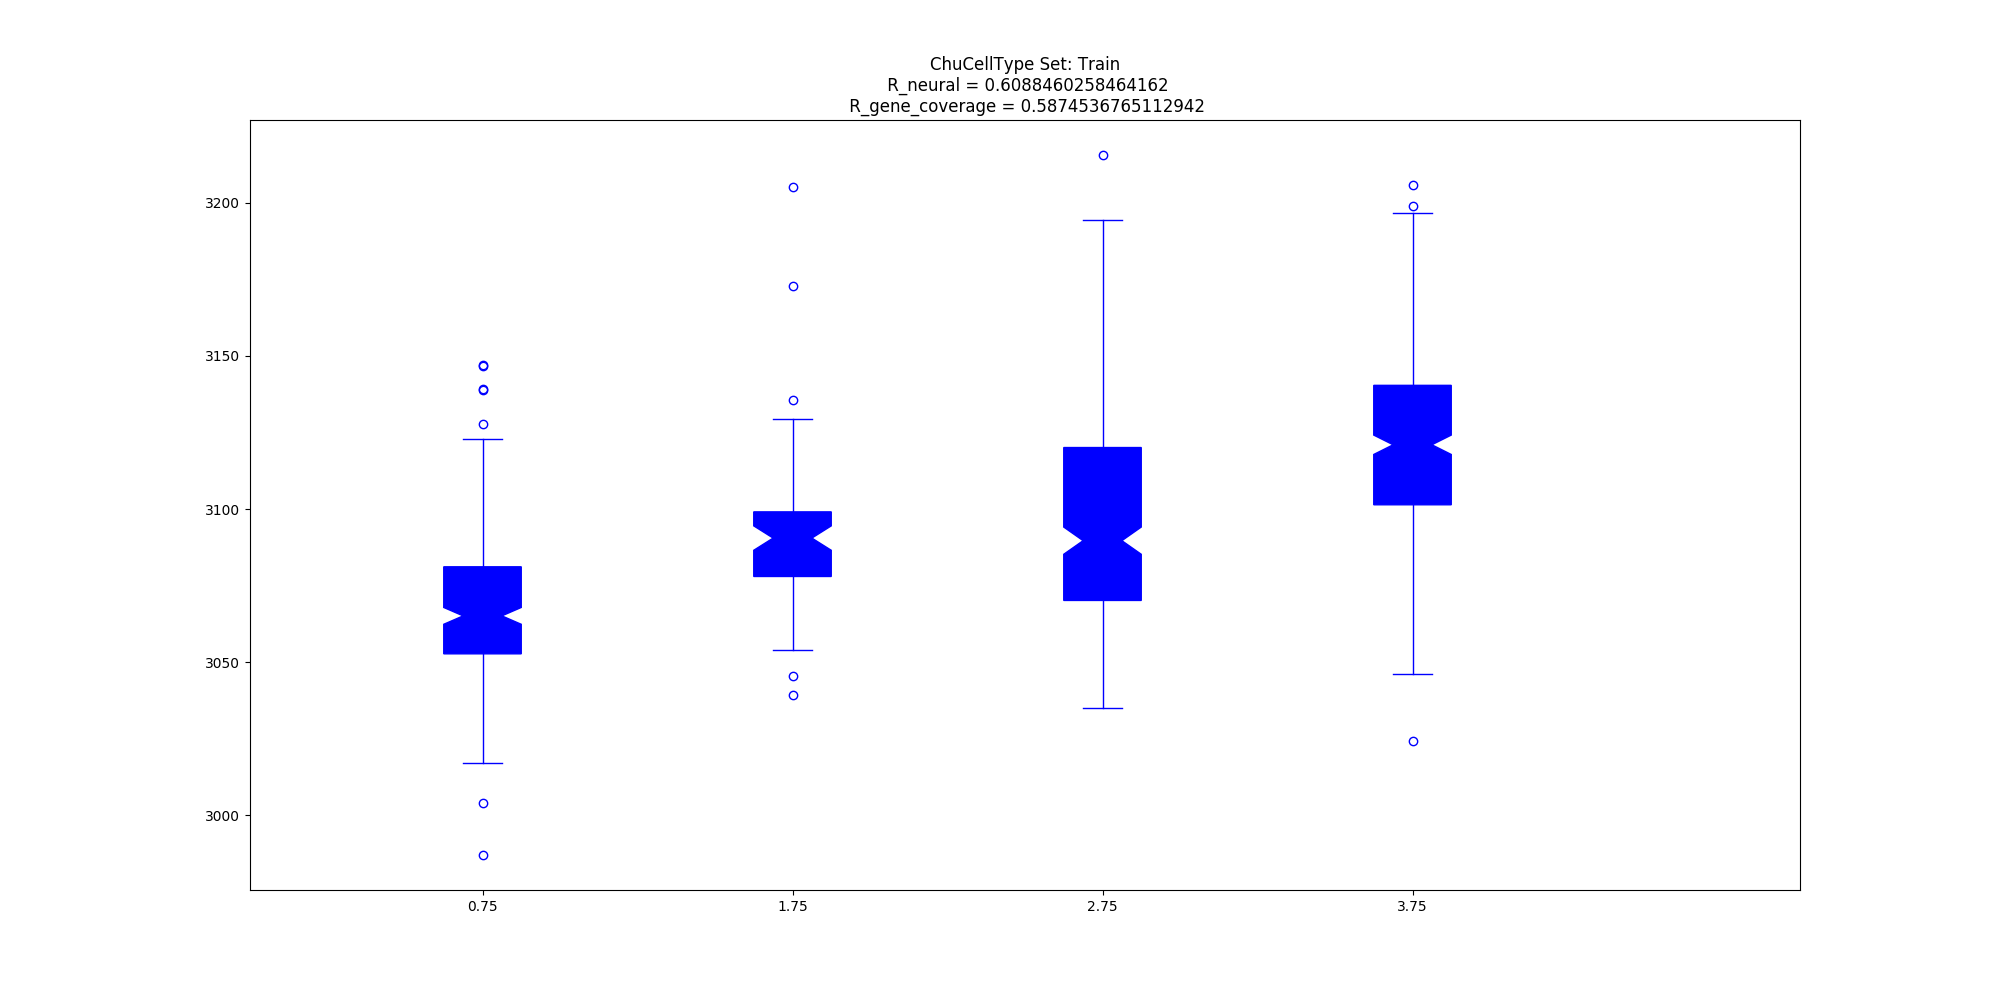 ChuCellType Set: Train
R_neural = 0.6088460258464162
R_gene_coverage = 0.5874536765112942
3200
3150
3100
3050
3000
0.75 1.75 2.75 3.75